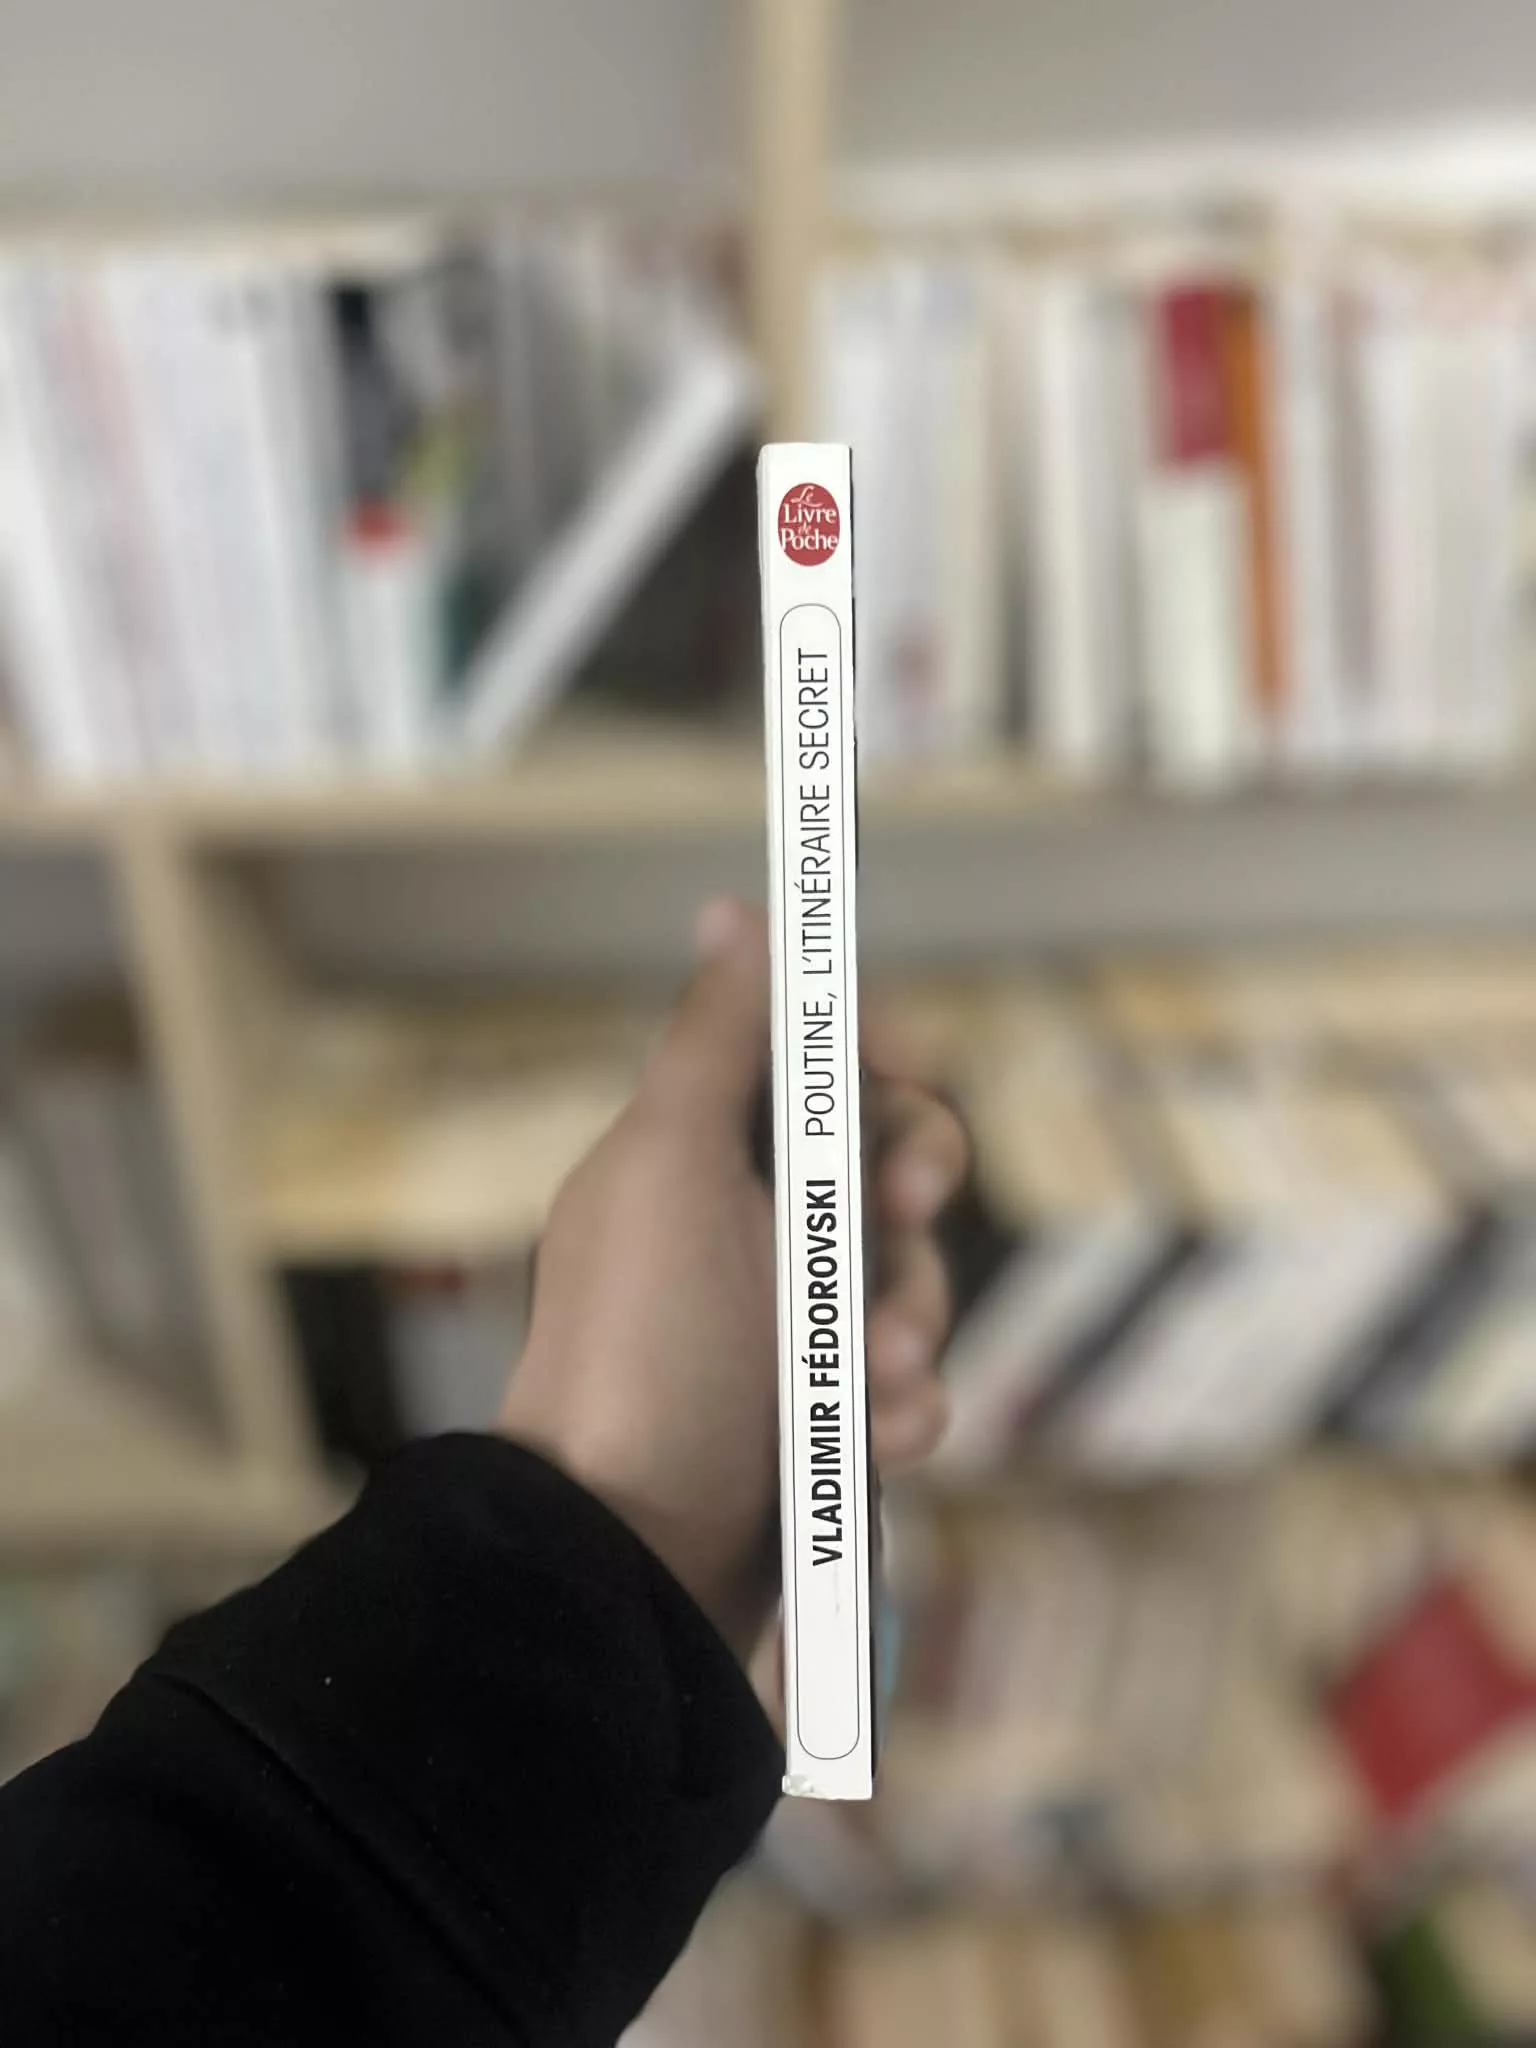 Le
Livre
de
Poche
VLADIMIR FÉDOROVSKI POUTINE, L'ITINÉRAIRE SECRET